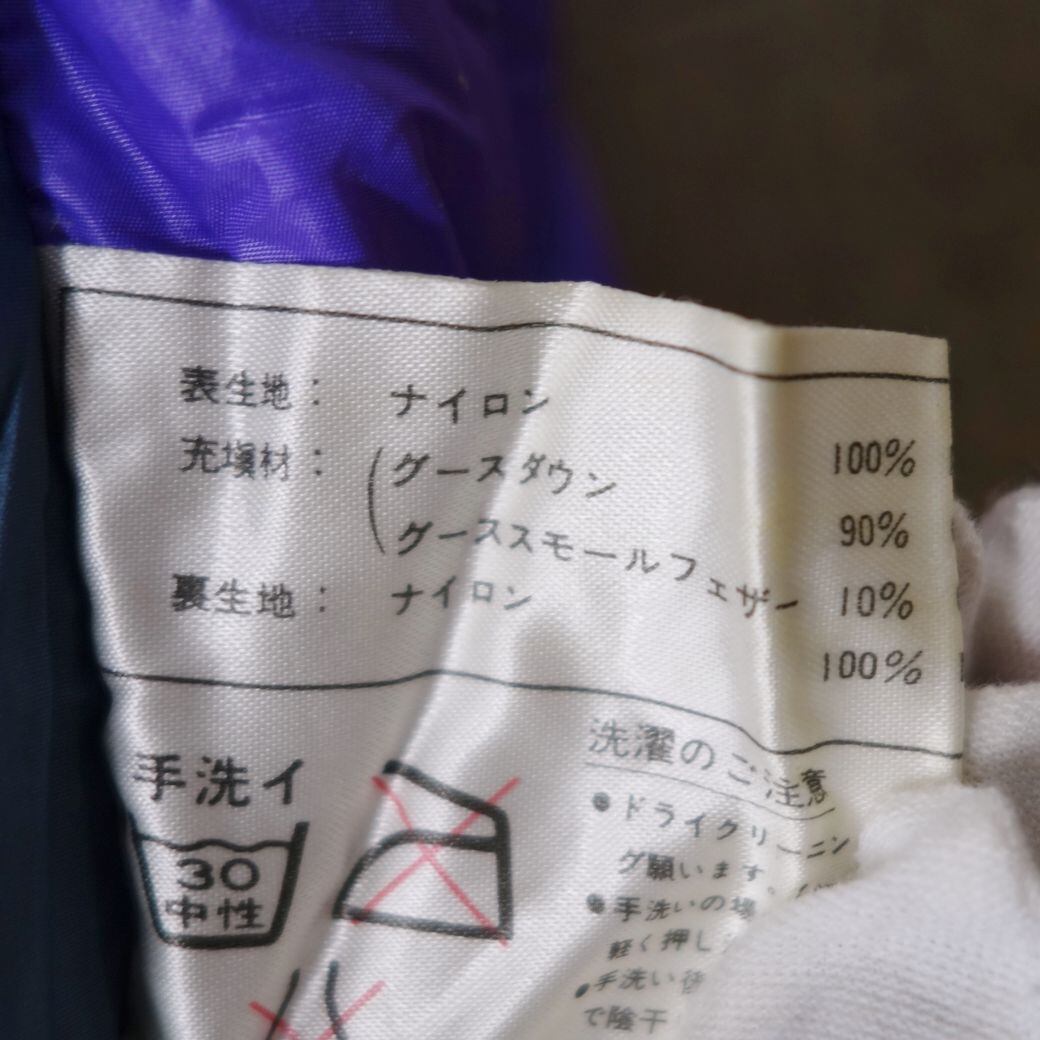 表生地： ナイロン 100%
充塡材： グースダウン 90%
グーススモールフェザー 10%
裏生地： ナイロン 100%
手洗イ
30
中性
洗濯のご注意
●ドライクリーニン
グ願います。
●手洗いの場
軽く押し
●手洗い後
で陰干